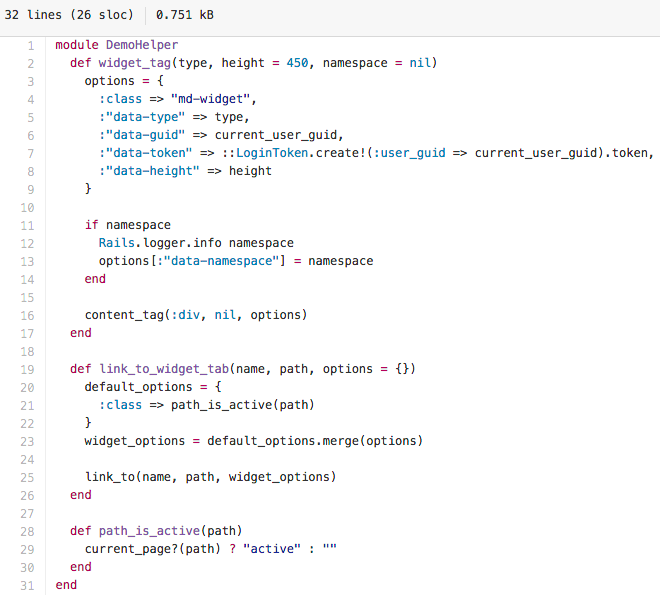 32 lines (26 sloc) 0.751 kB
1 module DemoHelper
2   def widget_tag(type, height = 450, namespace = nil)
3     options = {
4       :class => "md-widget",
5       :"data-type" => type,
6       :"data-guid" => current_user_guid,
7       :"data-token" => ::LoginToken.create!(:user_guid => current_user_guid).token,
8       :"data-height" => height
9     }
10
11     if namespace
12       Rails.logger.info namespace
13       options[:"data-namespace"] = namespace
14     end
15
16     content_tag(:div, nil, options)
17   end
18
19   def link_to_widget_tab(name, path, options = {})
20     default_options = {
21       :class => path_is_active(path)
22     }
23     widget_options = default_options.merge(options)
24
25     link_to(name, path, widget_options)
26   end
27
28   def path_is_active(path)
29     current_page?(path) ? "active" : ""
30   end
31 end